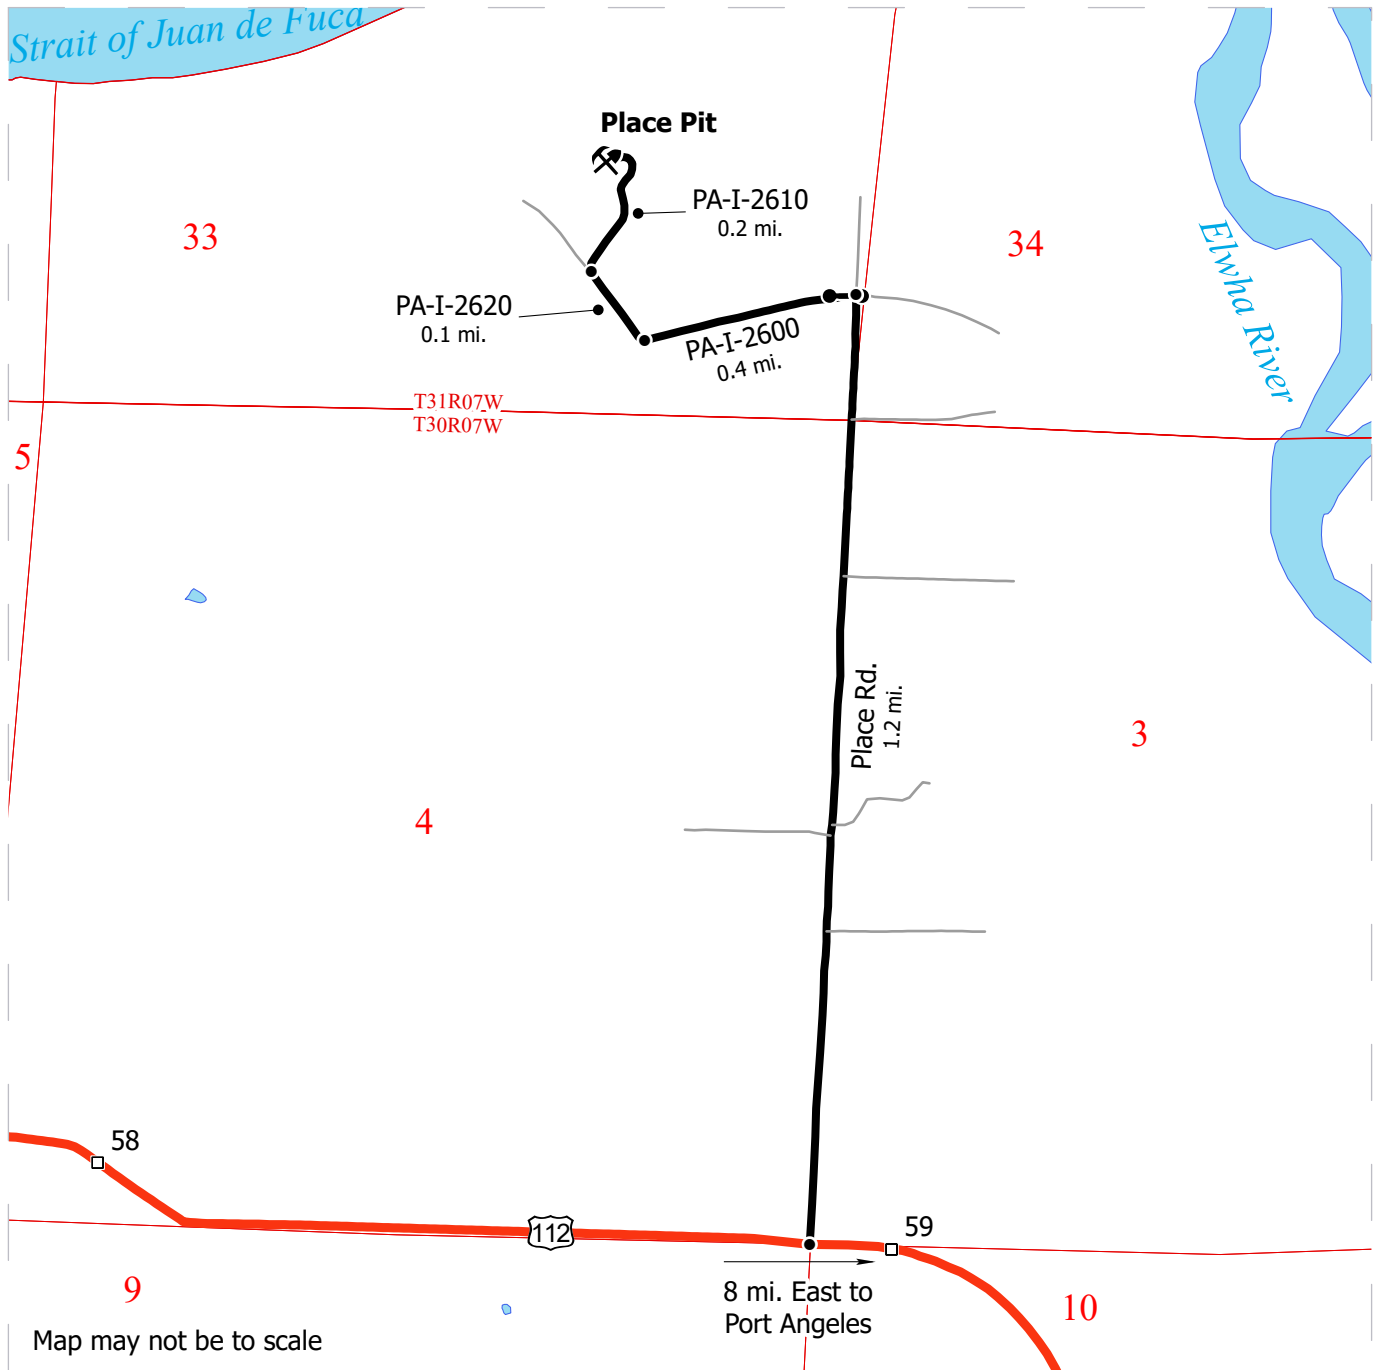 Strait of Juan de Fuca
Place Pit
PA-I-2610
0.2 mi.
33
34
Elwha River
PA-I-2620
0.1 mi.
PA-I-2600
0.4 mi.
T31R07W
T30R07W
5
Place Rd.
1.2 mi.
3
4
58
59
112
8 mi. East to
Port Angeles
9
10
Map may not be to scale